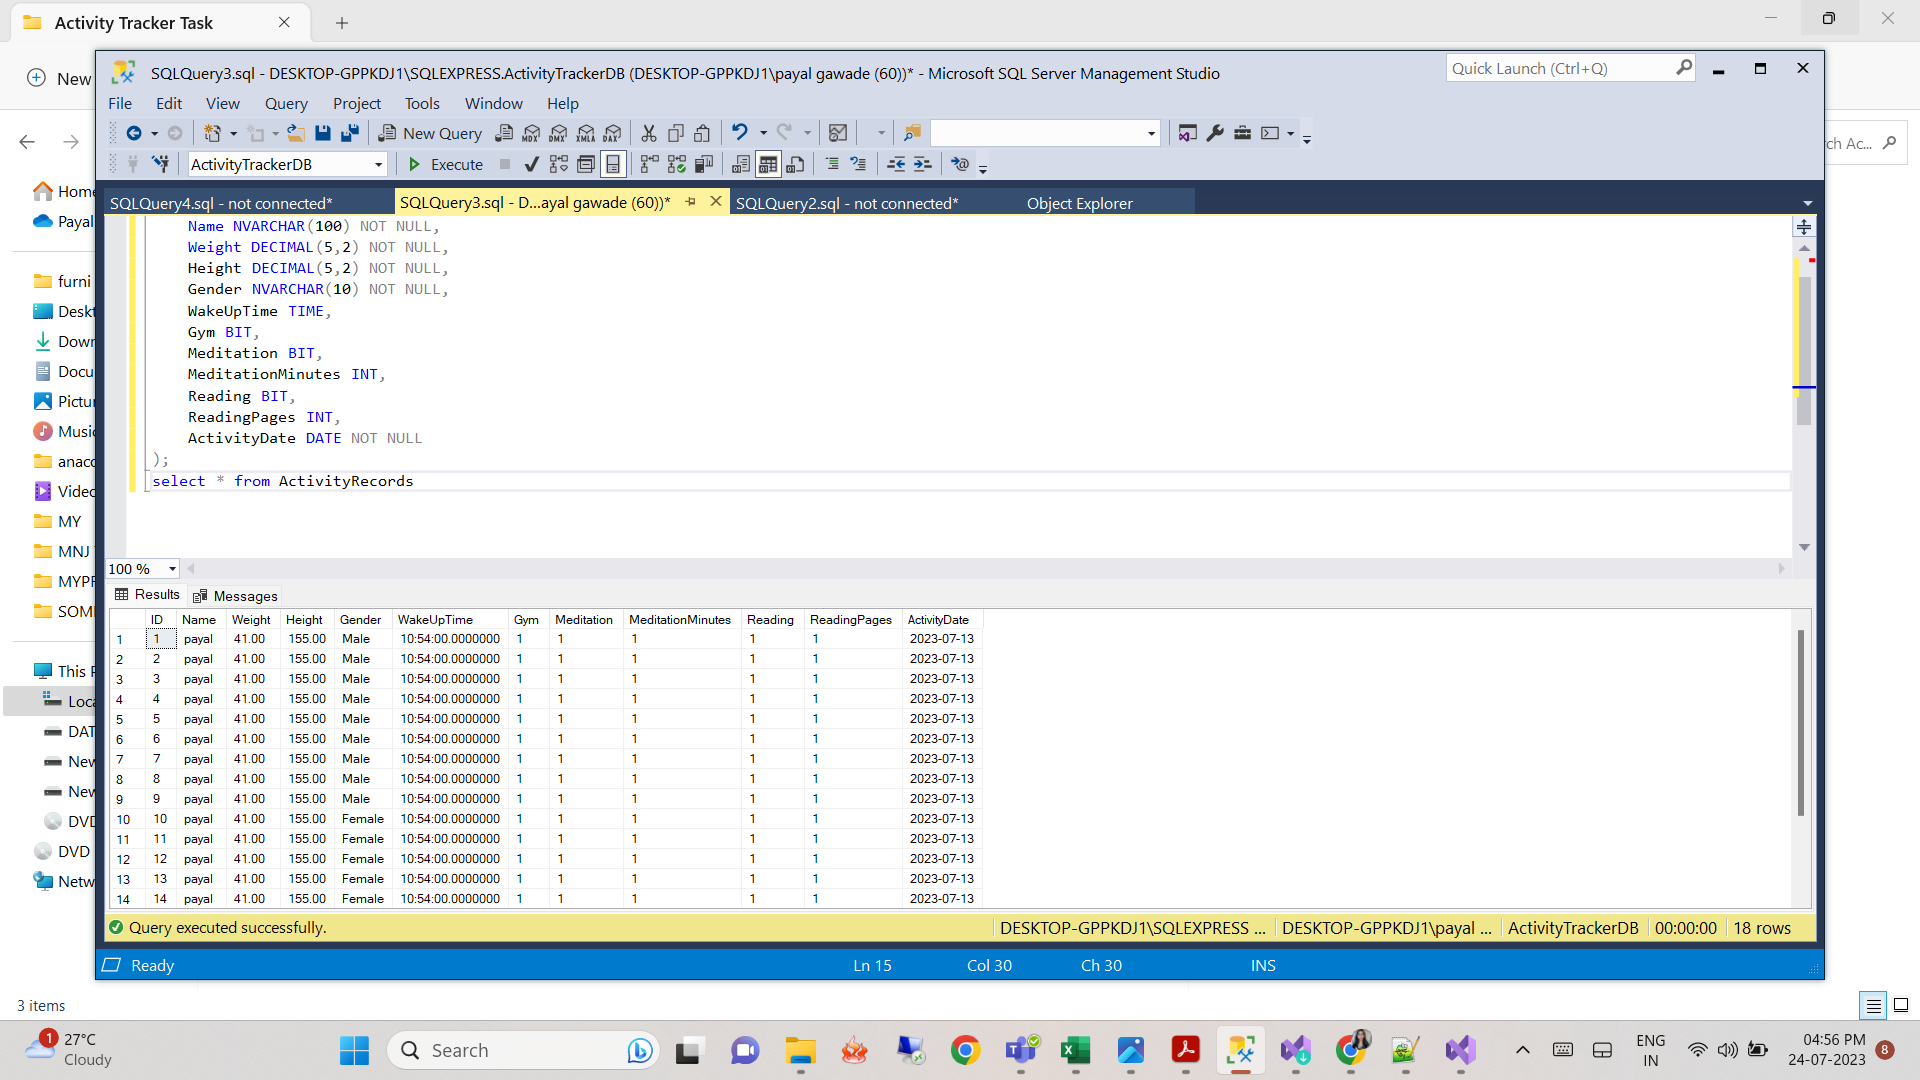 Activity Tracker Task
New
SQLQuery3.sql - DESKTOP-GPPKDJ1\SQLEXPRESS.ActivityTrackerDB (DESKTOP-GPPKDJ1\payal gawade (60))* - Microsoft SQL Server Management Studio
Quick Launch (Ctrl+Q)
File Edit View Query Project Tools Window Help
New Query
MDX DMX XMLA DAX
ActivityTrackerDB Execute
ch Ac...
SQLQuery4.sql - not connected* SQLQuery3.sql - D...ayal gawade (60))* SQLQuery2.sql - not connected* Object Explorer
Name NVARCHAR(100) NOT NULL,
Weight DECIMAL(5,2) NOT NULL,
Height DECIMAL(5,2) NOT NULL,
Gender NVARCHAR(10) NOT NULL,
WakeUpTime TIME,
Gym BIT,
Meditation BIT,
MeditationMinutes INT,
Reading BIT,
ReadingPages INT,
ActivityDate DATE NOT NULL
);
select * from ActivityRecords
100 %
Results Messages
ID Name Weight Height Gender WakeUpTime Gym Meditation MeditationMinutes Reading ReadingPages ActivityDate
1 1 payal 41.00 155.00 Male 10:54:00.0000000 1 1 1 1 1 2023-07-13
2 2 payal 41.00 155.00 Male 10:54:00.0000000 1 1 1 1 1 2023-07-13
3 3 payal 41.00 155.00 Male 10:54:00.0000000 1 1 1 1 1 2023-07-13
4 4 payal 41.00 155.00 Male 10:54:00.0000000 1 1 1 1 1 2023-07-13
5 5 payal 41.00 155.00 Male 10:54:00.0000000 1 1 1 1 1 2023-07-13
6 6 payal 41.00 155.00 Male 10:54:00.0000000 1 1 1 1 1 2023-07-13
7 7 payal 41.00 155.00 Male 10:54:00.0000000 1 1 1 1 1 2023-07-13
8 8 payal 41.00 155.00 Male 10:54:00.0000000 1 1 1 1 1 2023-07-13
9 9 payal 41.00 155.00 Male 10:54:00.0000000 1 1 1 1 1 2023-07-13
10 10 payal 41.00 155.00 Female 10:54:00.0000000 1 1 1 1 1 2023-07-13
11 11 payal 41.00 155.00 Female 10:54:00.0000000 1 1 1 1 1 2023-07-13
12 12 payal 41.00 155.00 Female 10:54:00.0000000 1 1 1 1 1 2023-07-13
13 13 payal 41.00 155.00 Female 10:54:00.0000000 1 1 1 1 1 2023-07-13
14 14 payal 41.00 155.00 Female 10:54:00.0000000 1 1 1 1 1 2023-07-13
Query executed successfully. DESKTOP-GPPKDJ1\SQLEXPRESS ... DESKTOP-GPPKDJ1\payal ... ActivityTrackerDB 00:00:00 18 rows
Ready Ln 15 Col 30 Ch 30 INS
Home
Payal
furni
Deskt
Down
Docu
Pictur
Music
anaco
Videc
MY
MNJ
MYPR
SOMI
This P
Loca
DAT
New
New
DVD
DVD
Netw
3 items
1
27°C
Cloudy
Search
ENG
IN
04:56 PM
24-07-2023
8